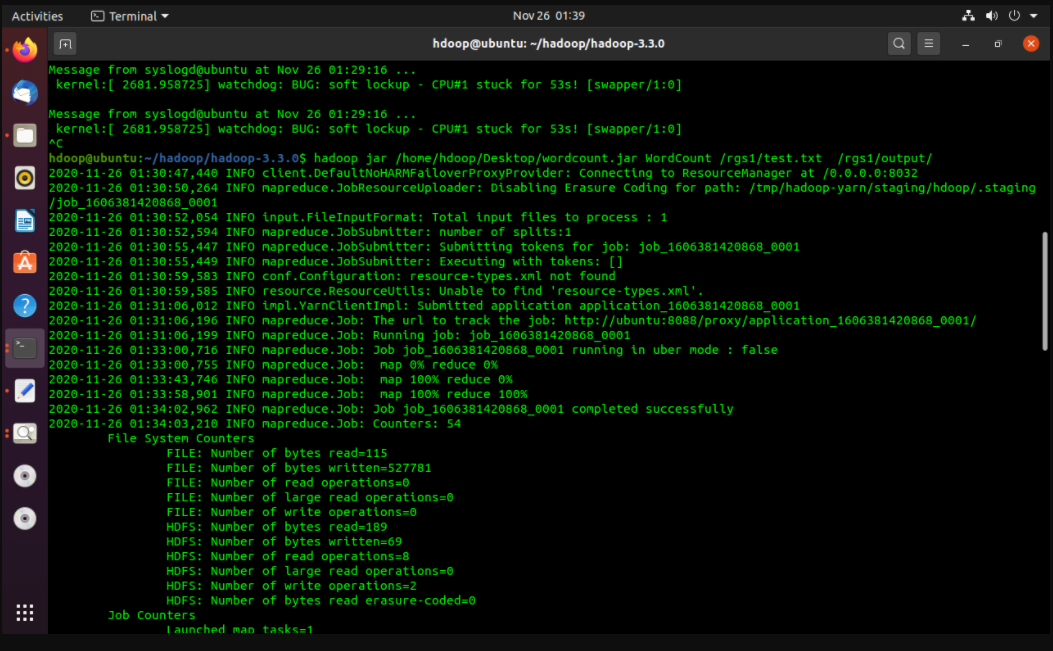 Activities
Terminal
Nov 26 01:39
hdoop@ubuntu: ~/hadoop/hadoop-3.3.0
Message from syslogd@ubuntu at Nov 26 01:29:16 ...
kernel:[ 2681.958725] watchdog: BUG: soft lockup - CPU#1 stuck for 53s! [swapper/1:0]
Message from syslogd@ubuntu at Nov 26 01:29:16 ...
kernel:[ 2681.958725] watchdog: BUG: soft lockup - CPU#1 stuck for 53s! [swapper/1:0]
^C
hdoop@ubuntu:~/hadoop/hadoop-3.3.0$ hadoop jar /home/hdoop/Desktop/wordcount.jar WordCount /rgs1/test.txt  /rgs1/output/
2020-11-26 01:30:47,440 INFO client.DefaultNoHARMFailoverProxyProvider: Connecting to ResourceManager at /0.0.0.0:8032
2020-11-26 01:30:50,264 INFO mapreduce.JobResourceUploader: Disabling Erasure Coding for path: /tmp/hadoop-yarn/staging/hdoop/.staging
/job_1606381420868_0001
2020-11-26 01:30:52,054 INFO input.FileInputFormat: Total input files to process : 1
2020-11-26 01:30:52,594 INFO mapreduce.JobSubmitter: number of splits:1
2020-11-26 01:30:55,447 INFO mapreduce.JobSubmitter: Submitting tokens for job: job_1606381420868_0001
2020-11-26 01:30:55,449 INFO mapreduce.JobSubmitter: Executing with tokens: []
2020-11-26 01:30:59,583 INFO conf.Configuration: resource-types.xml not found
2020-11-26 01:30:59,585 INFO resource.ResourceUtils: Unable to find 'resource-types.xml'.
2020-11-26 01:31:06,012 INFO impl.YarnClientImpl: Submitted application application_1606381420868_0001
2020-11-26 01:31:06,196 INFO mapreduce.Job: The url to track the job: http://ubuntu:8088/proxy/application_1606381420868_0001/
2020-11-26 01:31:06,199 INFO mapreduce.Job: Running job: job_1606381420868_0001
2020-11-26 01:33:00,716 INFO mapreduce.Job: Job job_1606381420868_0001 running in uber mode : false
2020-11-26 01:33:00,755 INFO mapreduce.Job:  map 0% reduce 0%
2020-11-26 01:33:43,746 INFO mapreduce.Job:  map 100% reduce 0%
2020-11-26 01:33:58,901 INFO mapreduce.Job:  map 100% reduce 100%
2020-11-26 01:34:02,962 INFO mapreduce.Job: Job job_1606381420868_0001 completed successfully
2020-11-26 01:34:03,210 INFO mapreduce.Job: Counters: 54
File System Counters
FILE: Number of bytes read=115
FILE: Number of bytes written=527781
FILE: Number of read operations=0
FILE: Number of large read operations=0
FILE: Number of write operations=0
HDFS: Number of bytes read=189
HDFS: Number of bytes written=69
HDFS: Number of read operations=8
HDFS: Number of large read operations=0
HDFS: Number of write operations=2
HDFS: Number of bytes read erasure-coded=0
Job Counters
Launched map tasks=1